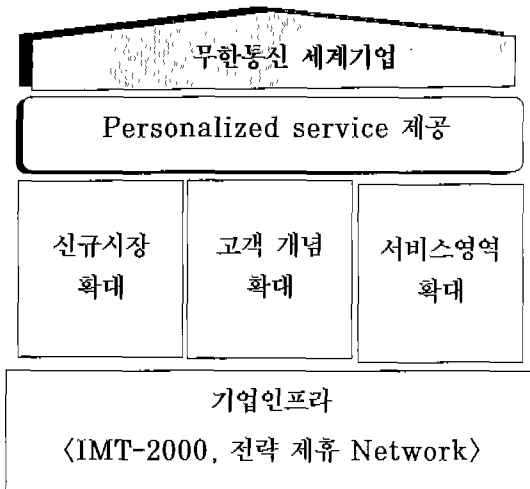 무한통신 세계기업
Personalized service 제공
신규시장
확대
고객 개념
확대
서비스영역
확대
기업인프라
〈IMT-2000, 전략 제휴 Network〉